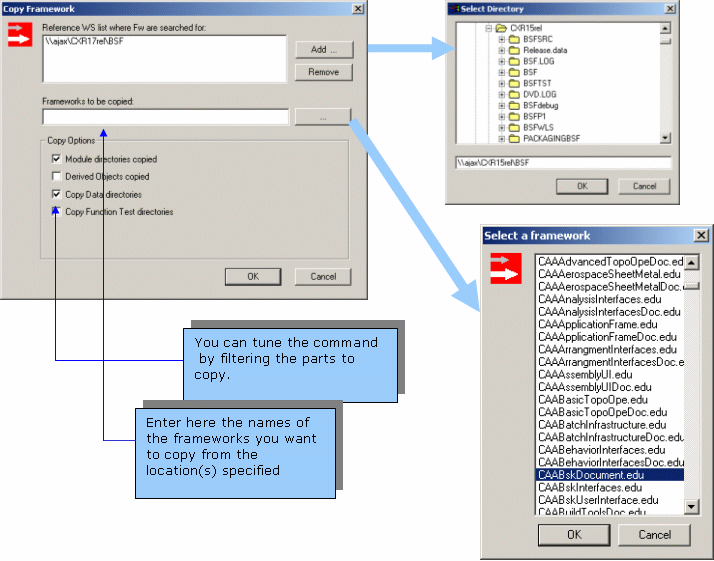 Copy Framework
Reference WS list where Fw are searched for:
\\ajax\CXR17rel\BSF
Add ...
Remove
Frameworks to be copied:
...
Copy Options
Module directories copied
Derived Objects copied
Copy Data directories
Copy Function Test directories
OK
Cancel
Select Directory
CXR15rel
BSFSRC
Release.data
BSF.LOG
BSF
BSFTST
DVD.LOG
BSFdebug
BSFP1
BSFWLS
PACKAGINGBSF
\\ajax\CXR15rel\BSF
OK
Cancel
Select a framework
CAAAdvancedTopoOpeDoc.ed
CAAAerospaceSheetMetal.edu
CAAAerospaceSheetMetalDoc.
CAAAnalysisInterfaces.edu
CAAAnalysisInterfacesDoc.edu
CAAApplicationFrame.edu
CAAApplicationFrameDoc.edu
CAAArrangmentInterfaces.edu
CAAArrangmentInterfacesDoc.e
CAAAssemblyUI.edu
CAAAssemblyUIDoc.edu
CAABasicTopoOpe.edu
CAABasicTopoOpeDoc.edu
CAABatchInfrastructure.edu
CAABatchInfrastructureDoc.edu
CAABehaviorInterfaces.edu
CAABehaviorInterfacesDoc.edu
CAABskDocument.edu
CAABskInterfaces.edu
CAABskUserInterface.edu
CAABuildToolsDoc.edu
OK
Cancel
You can tune the command
by filtering the parts to
copy.
Enter here the names of
the frameworks you want
to copy from the
location(s) specified